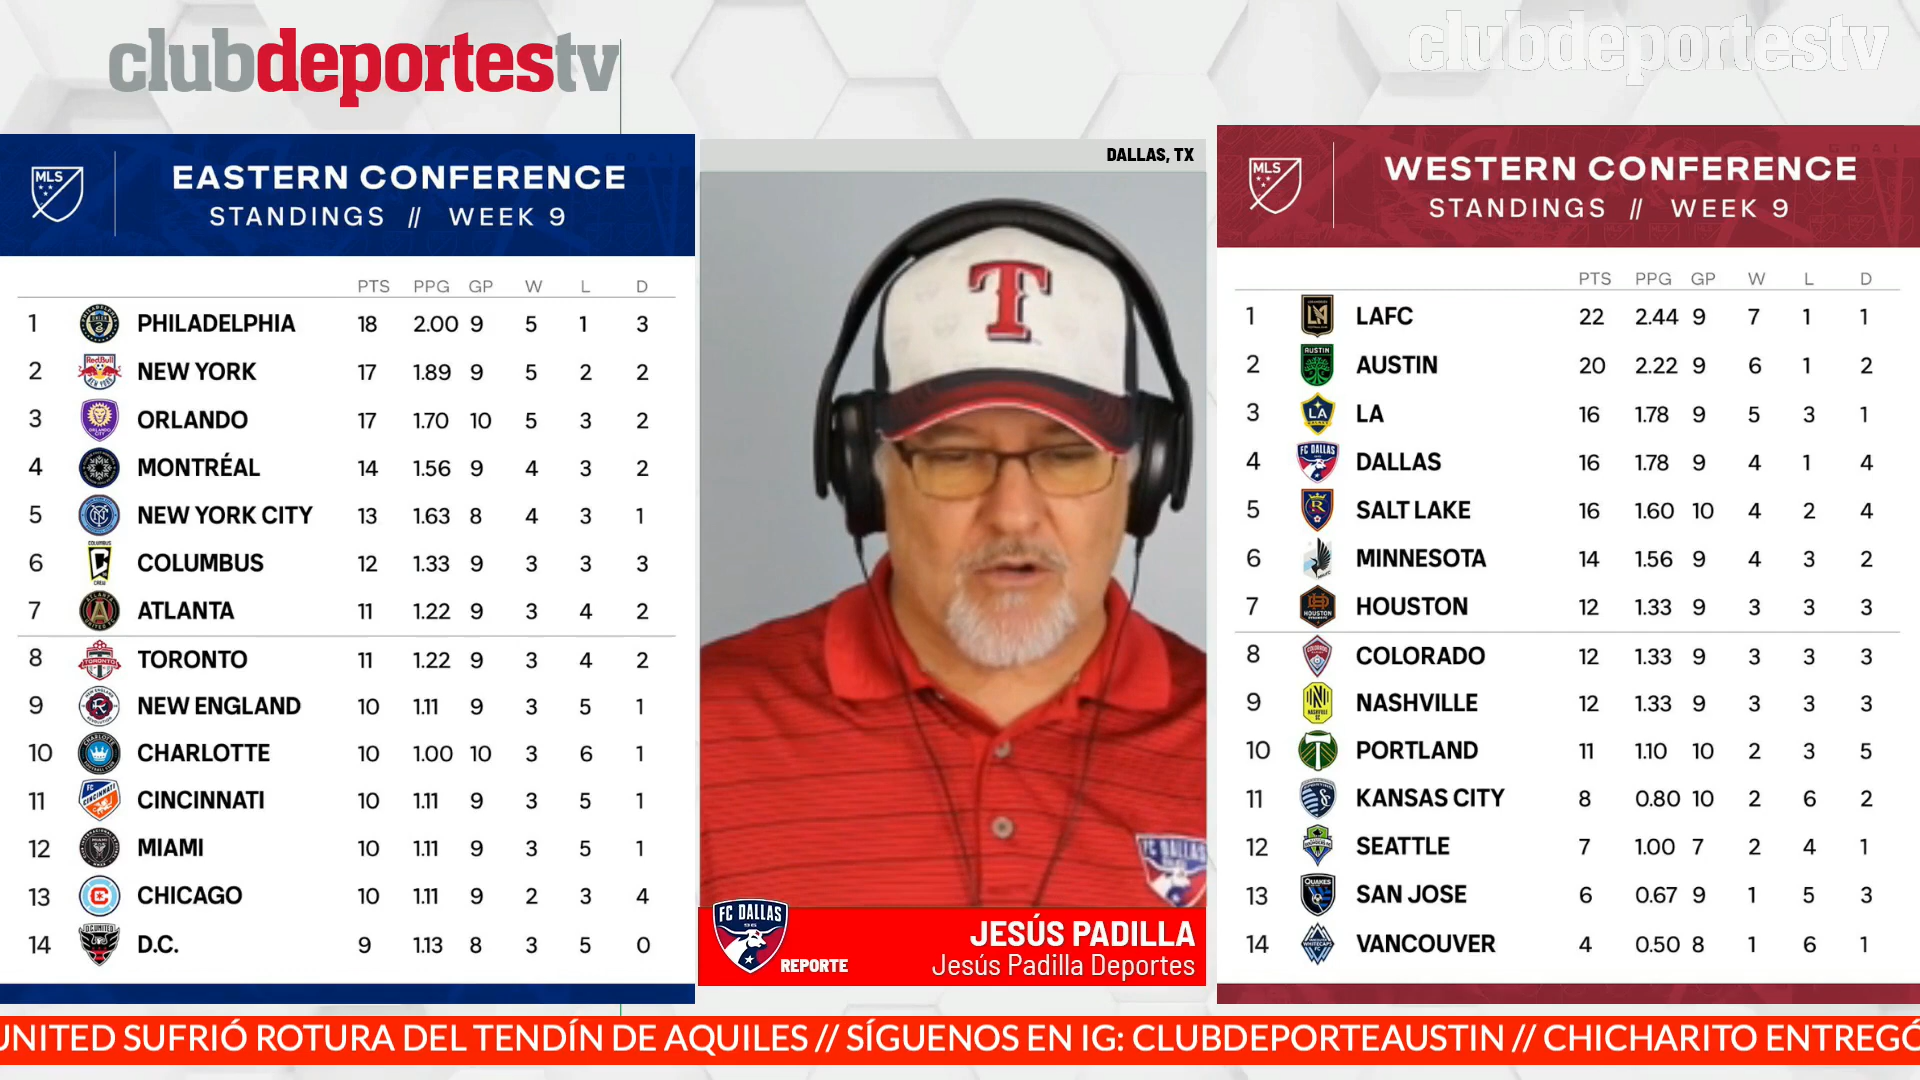 clubdeportestv
clubdeportestv
MLS
EASTERN CONFERENCE
STANDINGS // WEEK 9
PTS PPG GP W L D
1 PHILADELPHIA 18 2.00 9 5 1 3
2 NEW YORK 17 1.89 9 5 2 2
3 ORLANDO 17 1.70 10 5 3 2
4 MONTRÉAL 14 1.56 9 4 3 2
5 NEW YORK CITY 13 1.63 8 4 3 1
6 COLUMBUS 12 1.33 9 3 3 3
7 ATLANTA 11 1.22 9 3 4 2
8 TORONTO 11 1.22 9 3 4 2
9 NEW ENGLAND 10 1.11 9 3 5 1
10 CHARLOTTE 10 1.00 10 3 6 1
11 CINCINNATI 10 1.11 9 3 5 1
12 MIAMI 10 1.11 9 3 5 1
13 CHICAGO 10 1.11 9 2 3 4
14 D.C. 9 1.13 8 3 5 0
DALLAS, TX
T
FC DALLAS
FC DALLAS
96
REPORTE
JESÚS PADILLA
Jesús Padilla Deportes
MLS
WESTERN CONFERENCE
STANDINGS // WEEK 9
PTS PPG GP W L D
1 LAFC 22 2.44 9 7 1 1
2 AUSTIN 20 2.22 9 6 1 2
3 LA 16 1.78 9 5 3 1
4 DALLAS 16 1.78 9 4 1 4
5 SALT LAKE 16 1.60 10 4 2 4
6 MINNESOTA 14 1.56 9 4 3 2
7 HOUSTON 12 1.33 9 3 3 3
8 COLORADO 12 1.33 9 3 3 3
9 NASHVILLE 12 1.33 9 3 3 3
10 PORTLAND 11 1.10 10 2 3 5
11 KANSAS CITY 8 0.80 10 2 6 2
12 SEATTLE 7 1.00 7 2 4 1
13 SAN JOSE 6 0.67 9 1 5 3
14 VANCOUVER 4 0.50 8 1 6 1
UNITED SUFRIÓ ROTURA DEL TENDÍN DE AQUILES // SÍGUENOS EN IG: CLUBDEPORTEAUSTIN // CHICHARITO ENTREGÓ